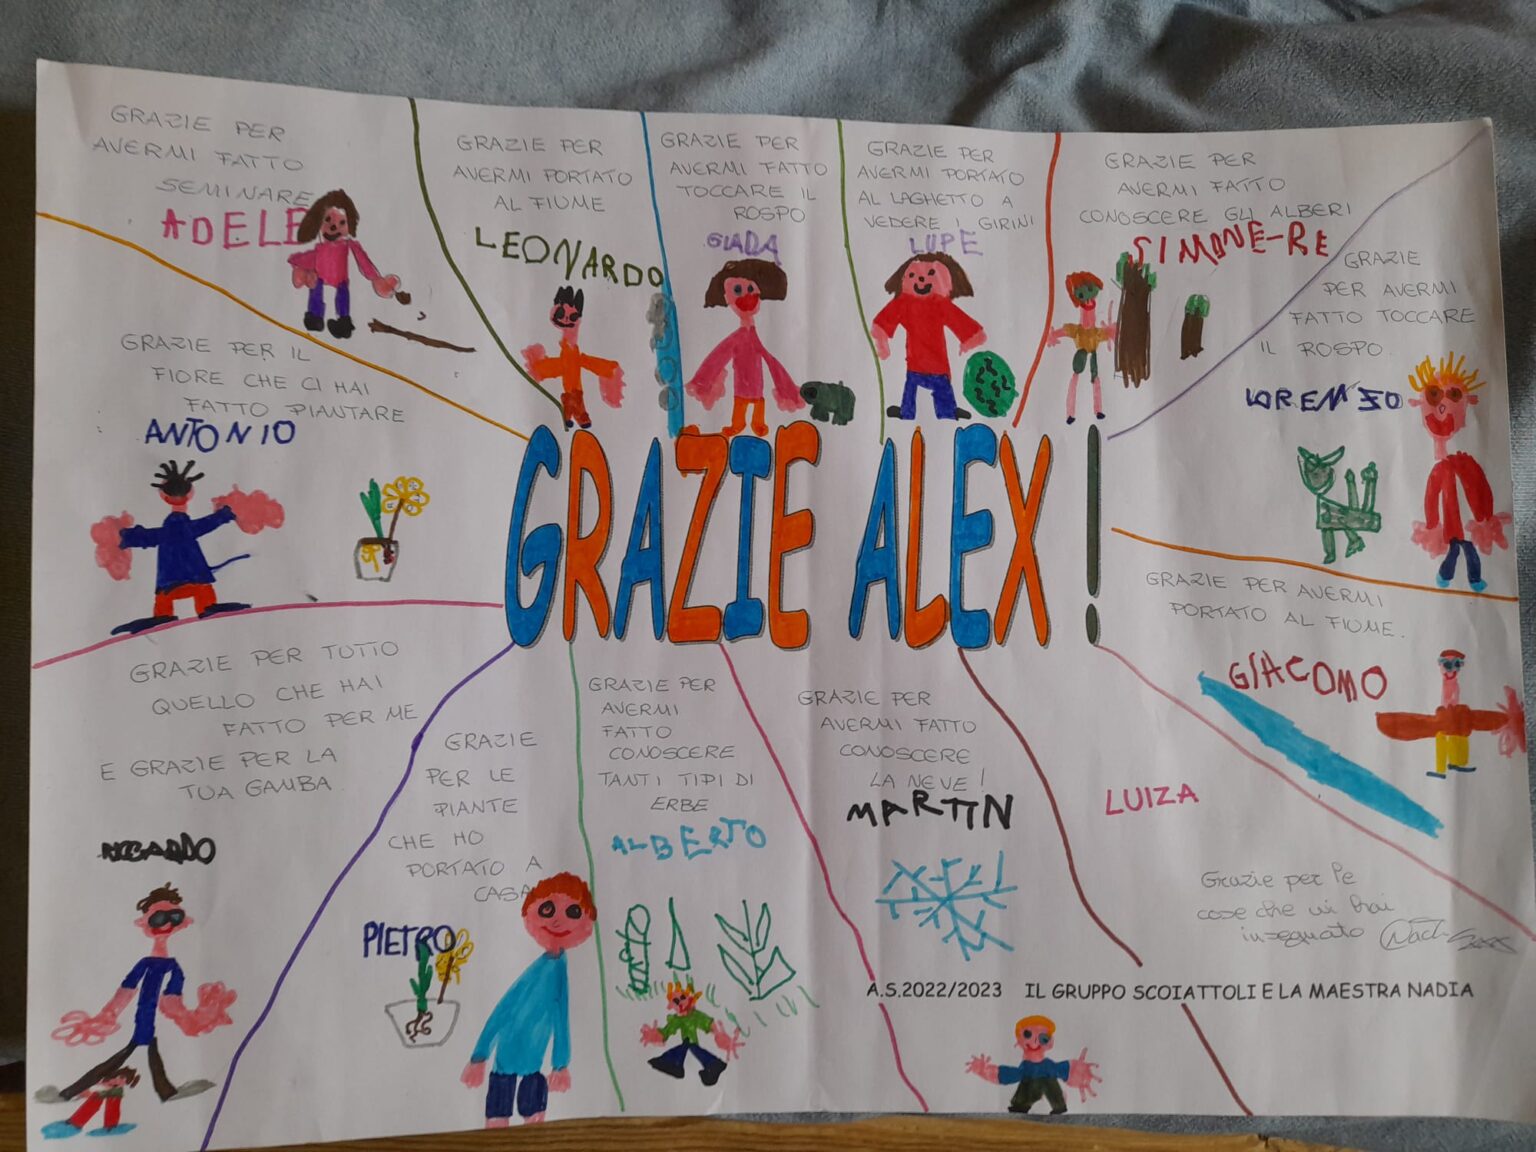 GRAZIE PER
AVERMI FATTO
SEMINARE
ADELE
GRAZIE PER
AVERMI PORTATO
AL FIUME
LEONARDO
GRAZIE PER
AVERMI FATTO
TOCCARE IL
ROSPO
GIADA
GRAZIE PER
AVERMI PORTATO
AL LAGHETTO A
VEDERE I GIRINI
LUPE
GRAZIE PER
AVERMI FATTO
CONOSCERE GLI ALBERI
SIMONE-RE
GRAZIE
PER AVERMI
FATTO TOCCARE
IL ROSPO.
LORENZO
GRAZIE PER IL
FIORE CHE CI HAI
FATTO PIANTARE
ANTONIO
GRAZIE ALEX!
GRAZIE PER AVERMI
PORTATO AL FIUME.
GIACOMO
GRAZIE PER TUTTO
QUELLO CHE HAI
FATTO PER ME
E GRAZIE PER LA
TUA GAMBA
RICCARDO
GRAZIE
PER LE
PIANTE
CHE HO
PORTATO A
CASA
PIETRO
GRAZIE PER
AVERMI
FATTO
CONOSCERE
TANTI TIPI DI
ERBE
ALBERTO
GRAZIE PER
AVERMI FATTO
CONOSCERE
LA NEVE!
MARTIN
LUIZA
Grazie per le
cose che vi hai
insegnato
A.S.2022/2023 IL GRUPPO SCOIATTOLI E LA MAESTRA NADIA